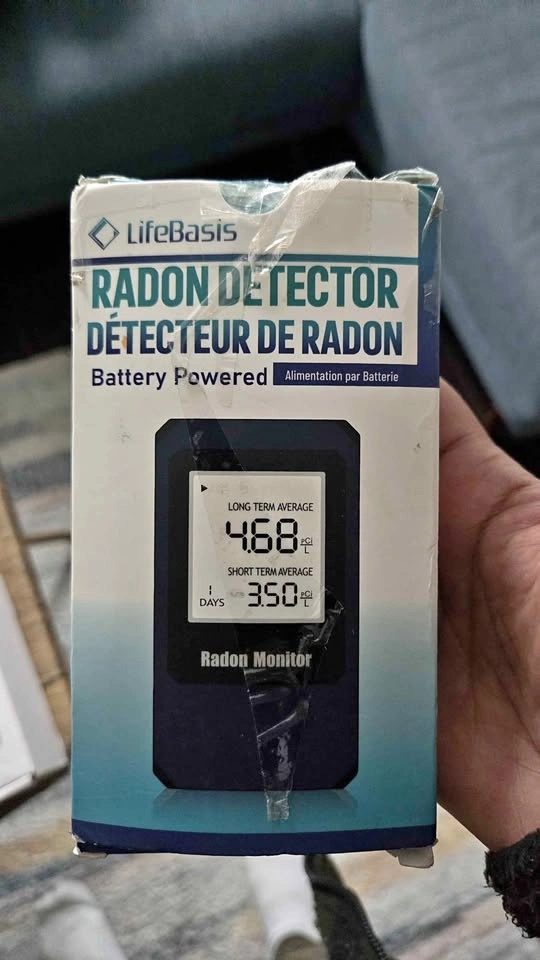 LifeBasis
RADON DETECTOR
DÉTECTEUR DE RADON
Battery Powered Alimentation par Batterie
LONG TERM AVERAGE
4.68 pCi/L
SHORT TERM AVERAGE
1 DAYS 3.50 pCi/L
Radon Monitor